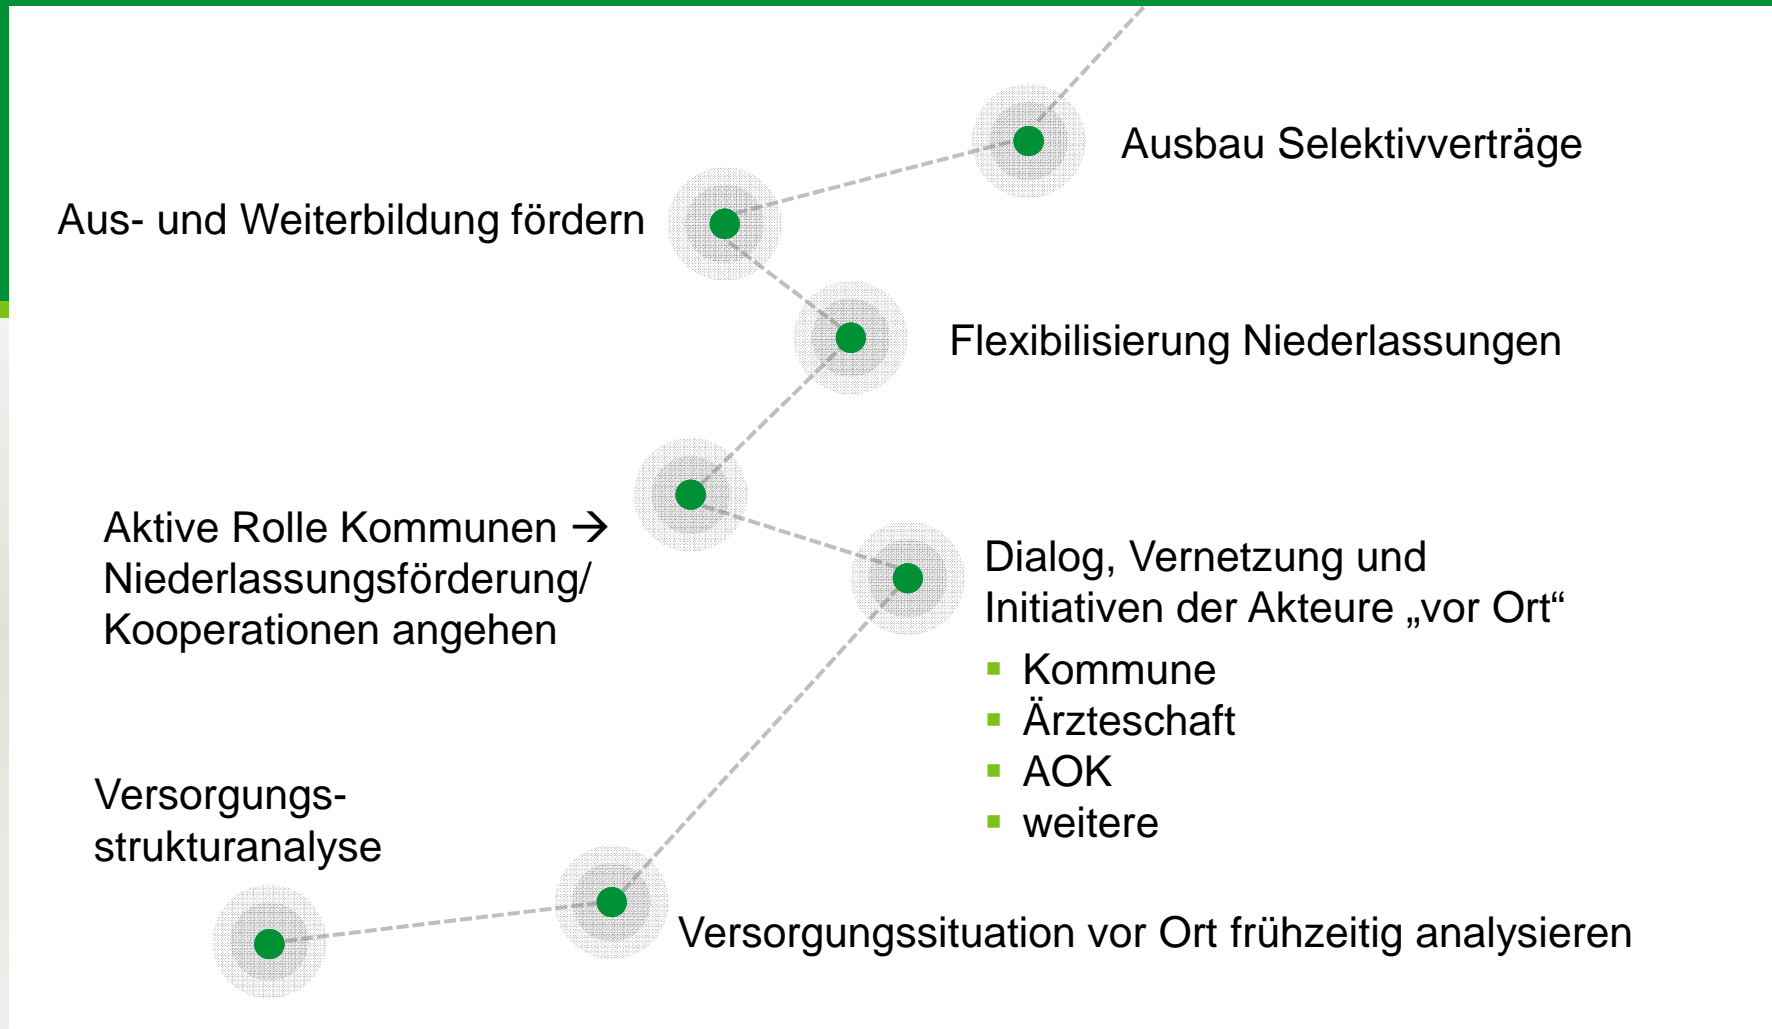 Ausbau Selektivverträge
Aus- und Weiterbildung fördern
Flexibilisierung Niederlassungen
Aktive Rolle Kommunen →
Niederlassungsförderung/
Kooperationen angehen
Dialog, Vernetzung und
Initiativen der Akteure „vor Ort“
▪ Kommune
▪ Ärzteschaft
▪ AOK
▪ weitere
Versorgungs-
strukturanalyse
Versorgungssituation vor Ort frühzeitig analysieren